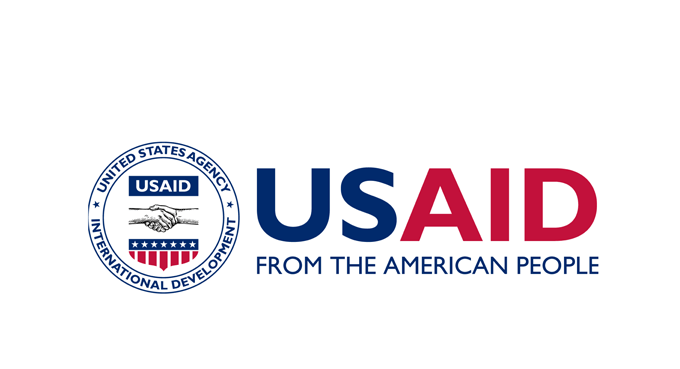 UNITED STATES AGENCY
USAID
INTERNATIONAL DEVELOPMENT
USAID
FROM THE AMERICAN PEOPLE